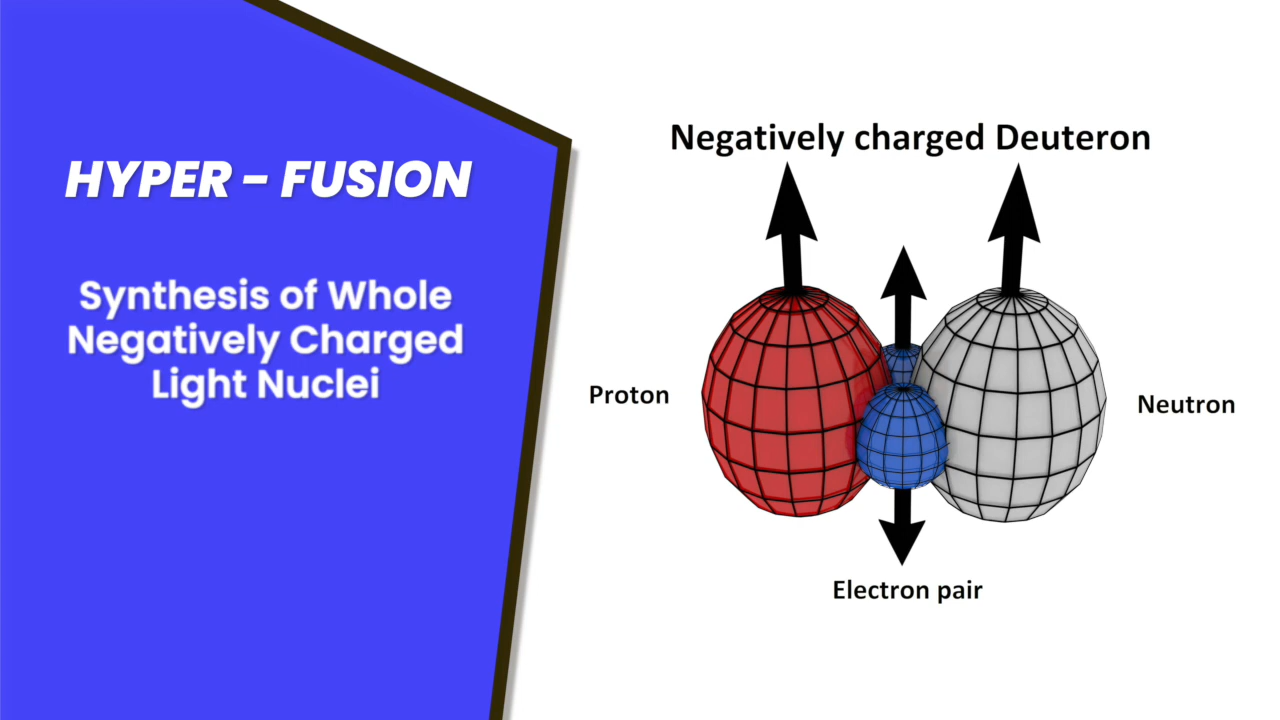 HYPER - FUSION
Synthesis of Whole
Negatively Charged
Light Nuclei
Negatively charged Deuteron
Proton
Neutron
Electron pair